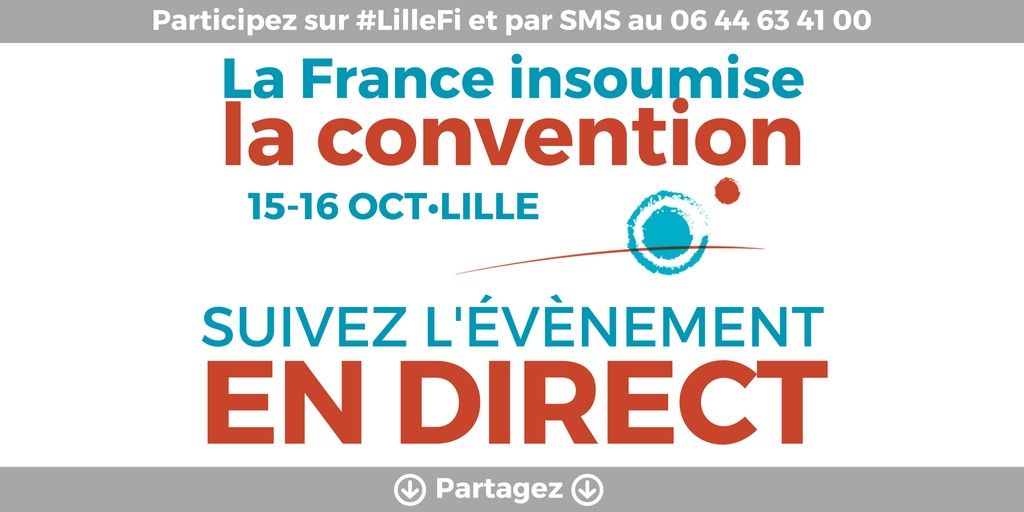 Participez sur #LilleFi et par SMS au 06 44 63 41 00
La France insoumise
la convention
15-16 OCT•LILLE
SUIVEZ L'ÉVÈNEMENT
EN DIRECT
Partagez